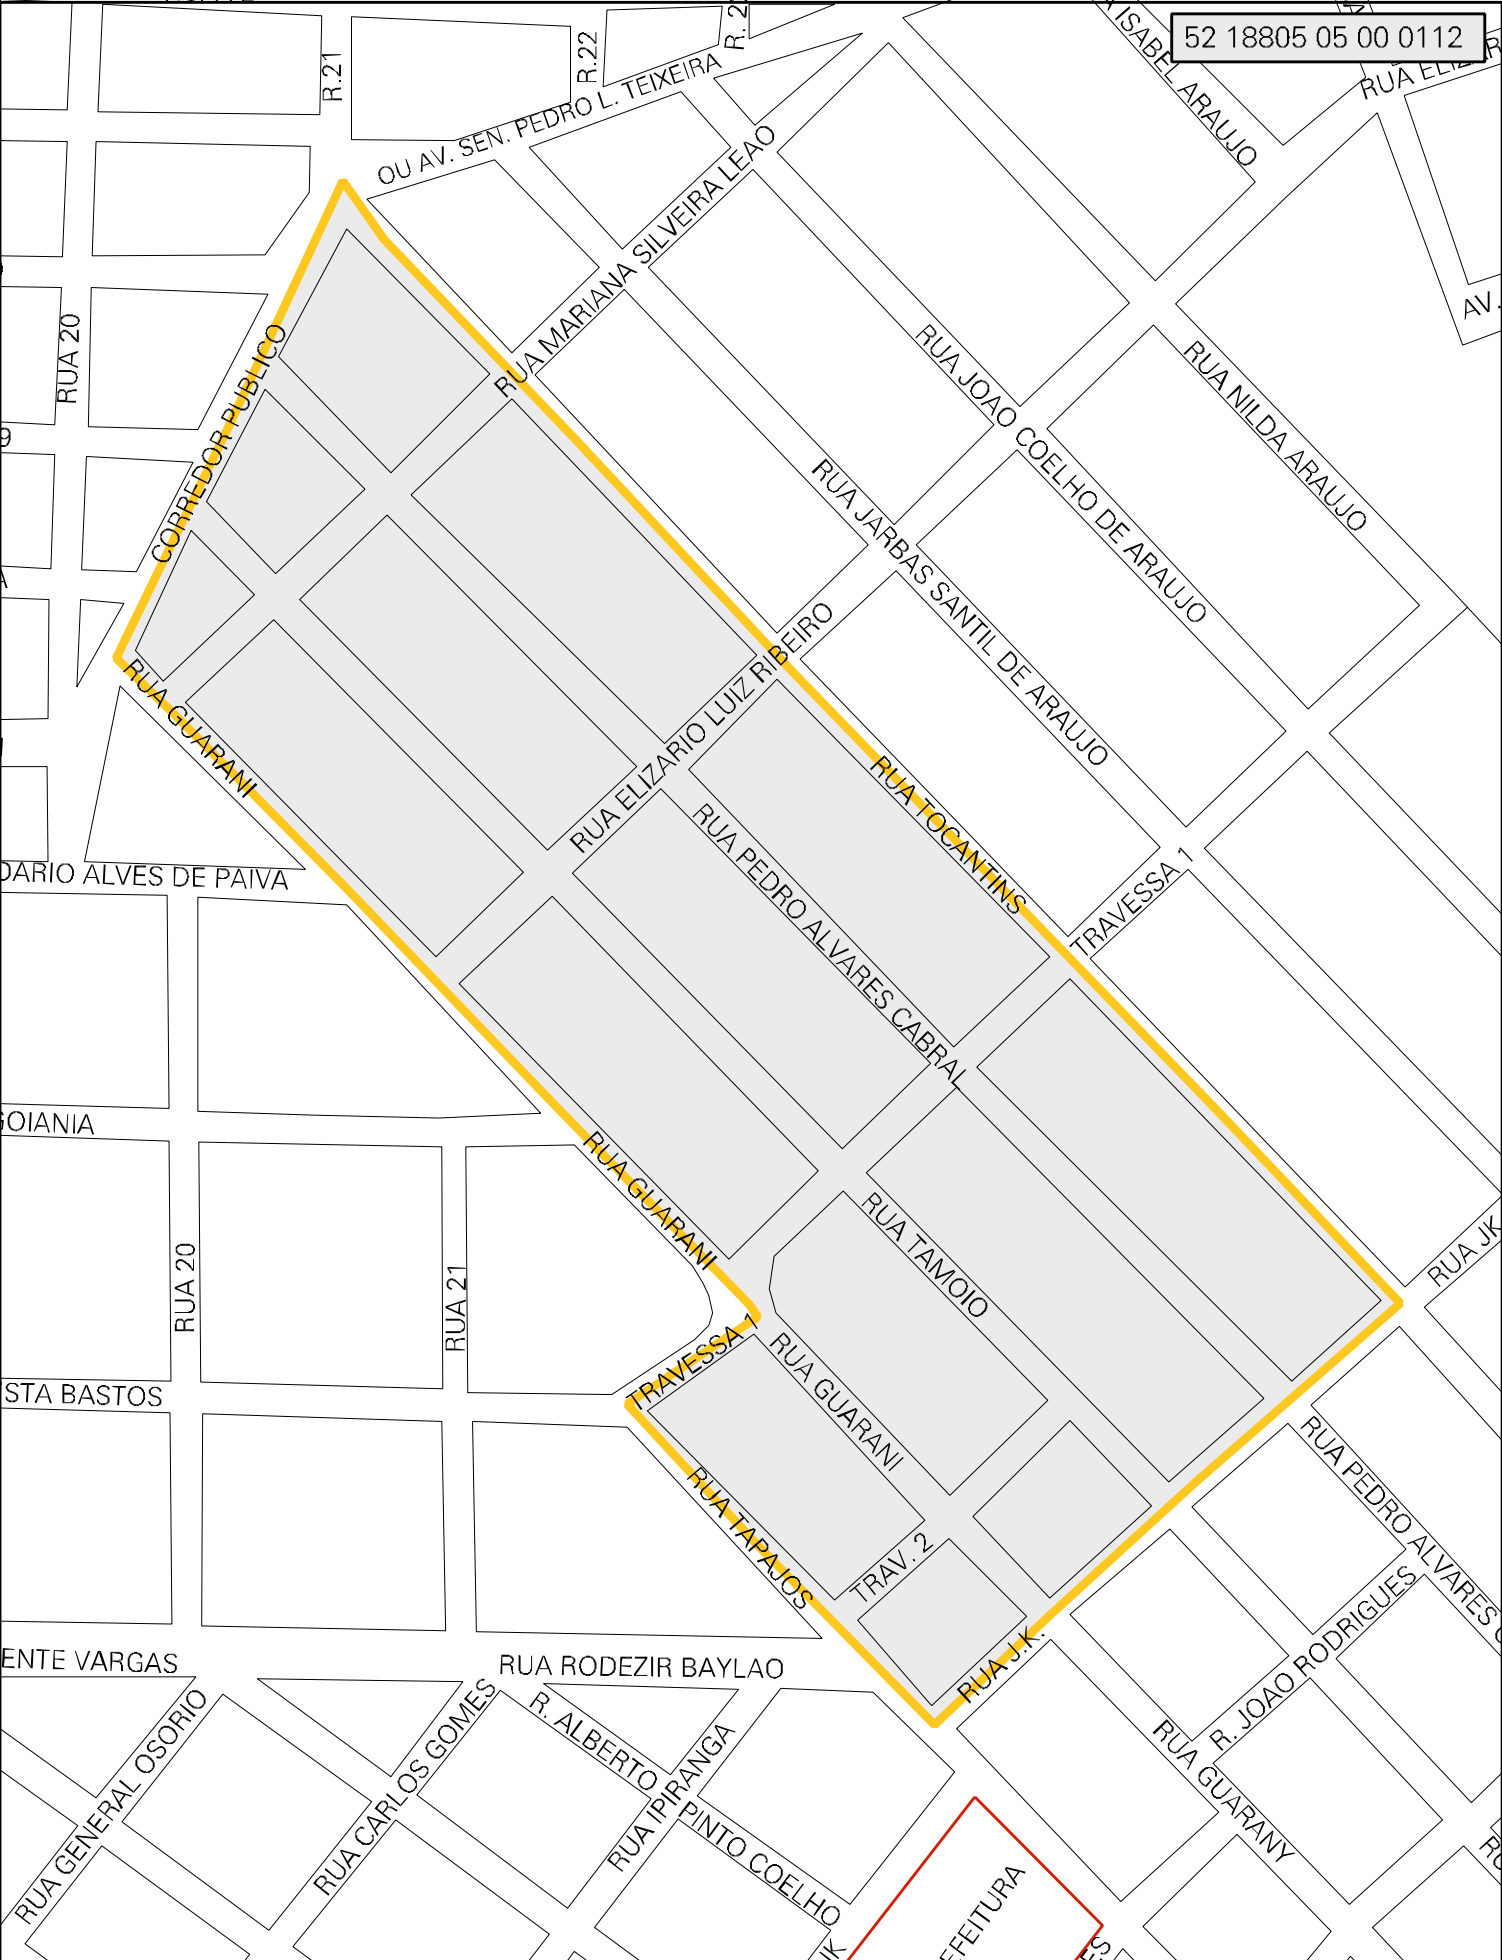 52 18805 05 00 0112
R.21
R.22
OU AV. SEN. PEDRO L. TEIXEIRA
ISABEL ARAUJO
AV.
RUA MARIANA SILVEIRA LEAO
RUA 20
CORREDOR PUBLICO
RUA JOAO COELHO DE ARAUJO
RUA NILDA ARAUJO
RUA JARBAS SANTIL DE ARAUJO
RUA ELIZARIO LUIZ RIBEIRO
RUA GUARANI
RUA TOCANTINS
RUA PEDRO ALVARES CABRAL
TRAVESSA 1
DARIO ALVES DE PAIVA
GOIANIA
RUA GUARANI
RUA TAMOIO
RUA JK
RUA 20
RUA 21
TRAVESSA 1
RUA GUARANI
STA BASTOS
RUA TAPAJOS
TRAV. 2
RUA PEDRO ALVARES
RUA J.K.
R. JOAO RODRIGUES
ENTE VARGAS
RUA RODEZIR BAYLAO
RUA GENERAL OSORIO
RUA CARLOS GOMES
R. ALBERTO PINTO COELHO
RUA IPIRANGA
RUA GUARANY
EFEITURA